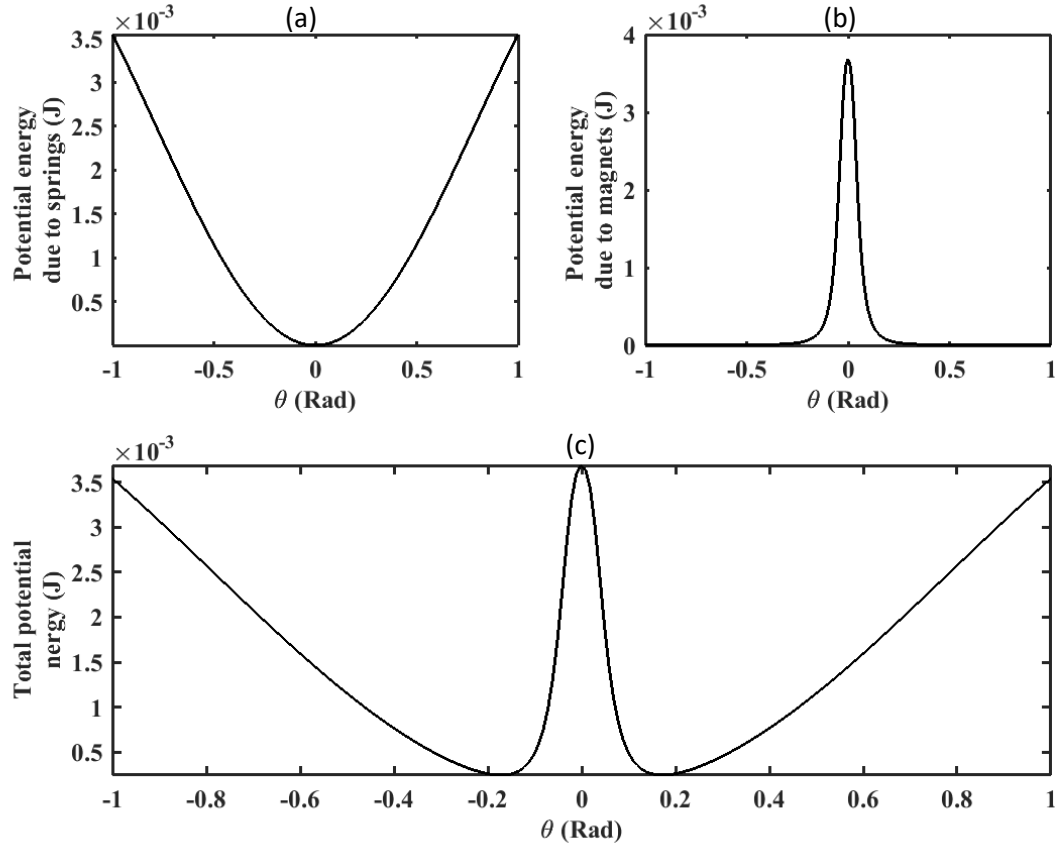 (a)
×10⁻³
3.5
3
2.5
2
1.5
1
0.5
-1 -0.5 0 0.5 1
Potential energy
due to springs (J)
θ (Rad)
(b)
×10⁻³
4
3
2
1
0
-1 -0.5 0 0.5 1
Potential energy
due to magnets (J)
θ (Rad)
(c)
×10⁻³
3.5
3
2.5
2
1.5
1
0.5
-1 -0.8 -0.6 -0.4 -0.2 0 0.2 0.4 0.6 0.8 1
Total potential
nergy (J)
θ (Rad)